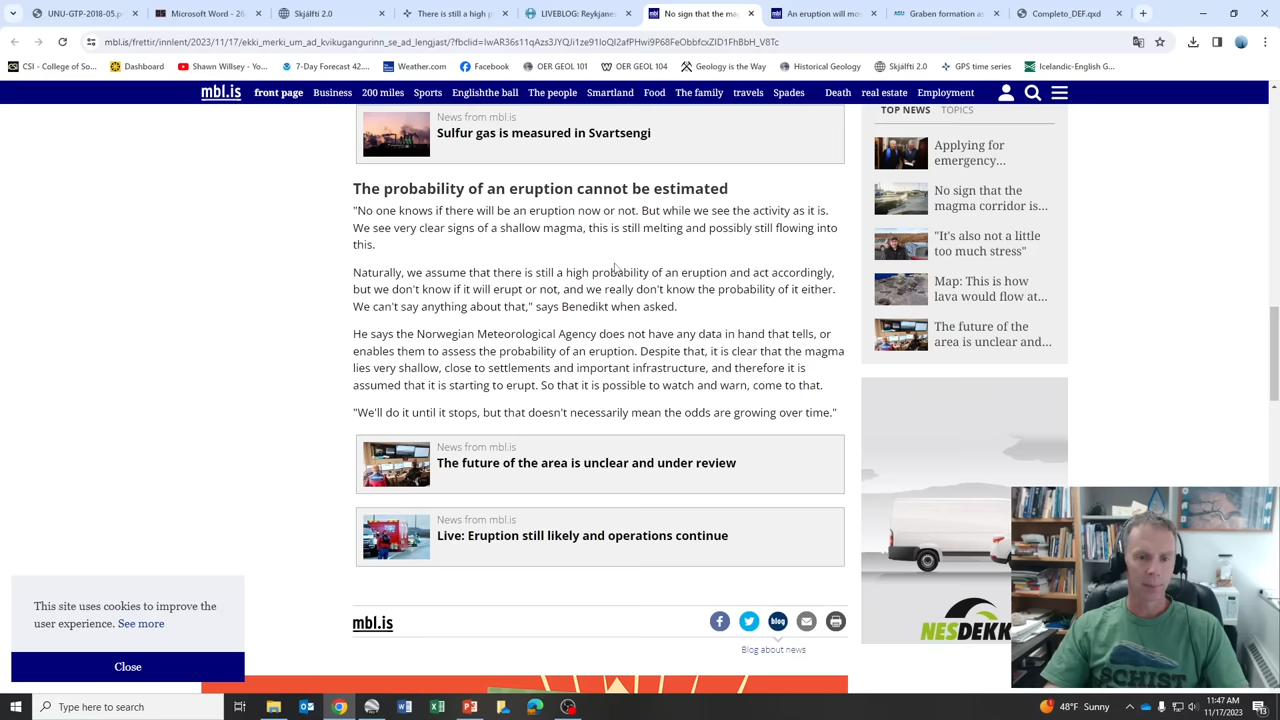 UNU-GTP-2018-05.p
Inbox - swillsey@c
Skjálfti 2.0
There is still a high p
LIVEBLOG: Reykjane
No sign that the mag
An eruption will mos
Graben formation as
Completo_DEF.qxd
mbl.is/frettir/innlent/2023/11/17/ekki_merki_um_ad_kvikugangurinn_se_ad_lengjast/?fbclid=
CSI - College of So...
Dashboard
Shawn Willsey - Yo...
7-Day Forecast 42....
Weather.com
Facebook
OER GEOL 101
OER GEOL 104
Geology is the Way
Historical Geology
Skjálfti 2.0
GPS time series
Icelandic-English G...
mbl.is
front page Business 200 miles Sports Englishthe ball The people Smartland Food The family travels Spades Death real estate Employment
News from mbl.is
Sulfur gas is measured in Svartsengi
The probability of an eruption cannot be estimated
"No one knows if there will be an eruption now or not. But while we see the activity as it is.
We see very clear signs of a shallow magma, this is still melting and possibly still flowing into
this.
Naturally, we assume that there is still a high probability of an eruption and act accordingly,
but we don't know if it will erupt or not, and we really don't know the probability of it either.
We can't say anything about that," says Benedikt when asked.
He says the Norwegian Meteorological Agency does not have any data in hand that tells, or
enables them to assess the probability of an eruption. Despite that, it is clear that the magma
lies very shallow, close to settlements and important infrastructure, and therefore it is
assumed that it is starting to erupt. So that it is possible to watch and warn, come to that.
"We'll do it until it stops, but that doesn't necessarily mean the odds are growing over time."
News from mbl.is
The future of the area is unclear and under review
News from mbl.is
Live: Eruption still likely and operations continue
mbl.is
blog
Blog about news
TOP NEWS TOPICS
Applying for
emergency...
No sign that the
magma corridor is...
"It's also not a little
too much stress"
Map: This is how
lava would flow at...
The future of the
area is unclear and...
NESDEKK
This site uses cookies to improve the
user experience. See more
Close
SCHIST
Type here to search
48°F Sunny
11:47 AM
11/17/2023
13